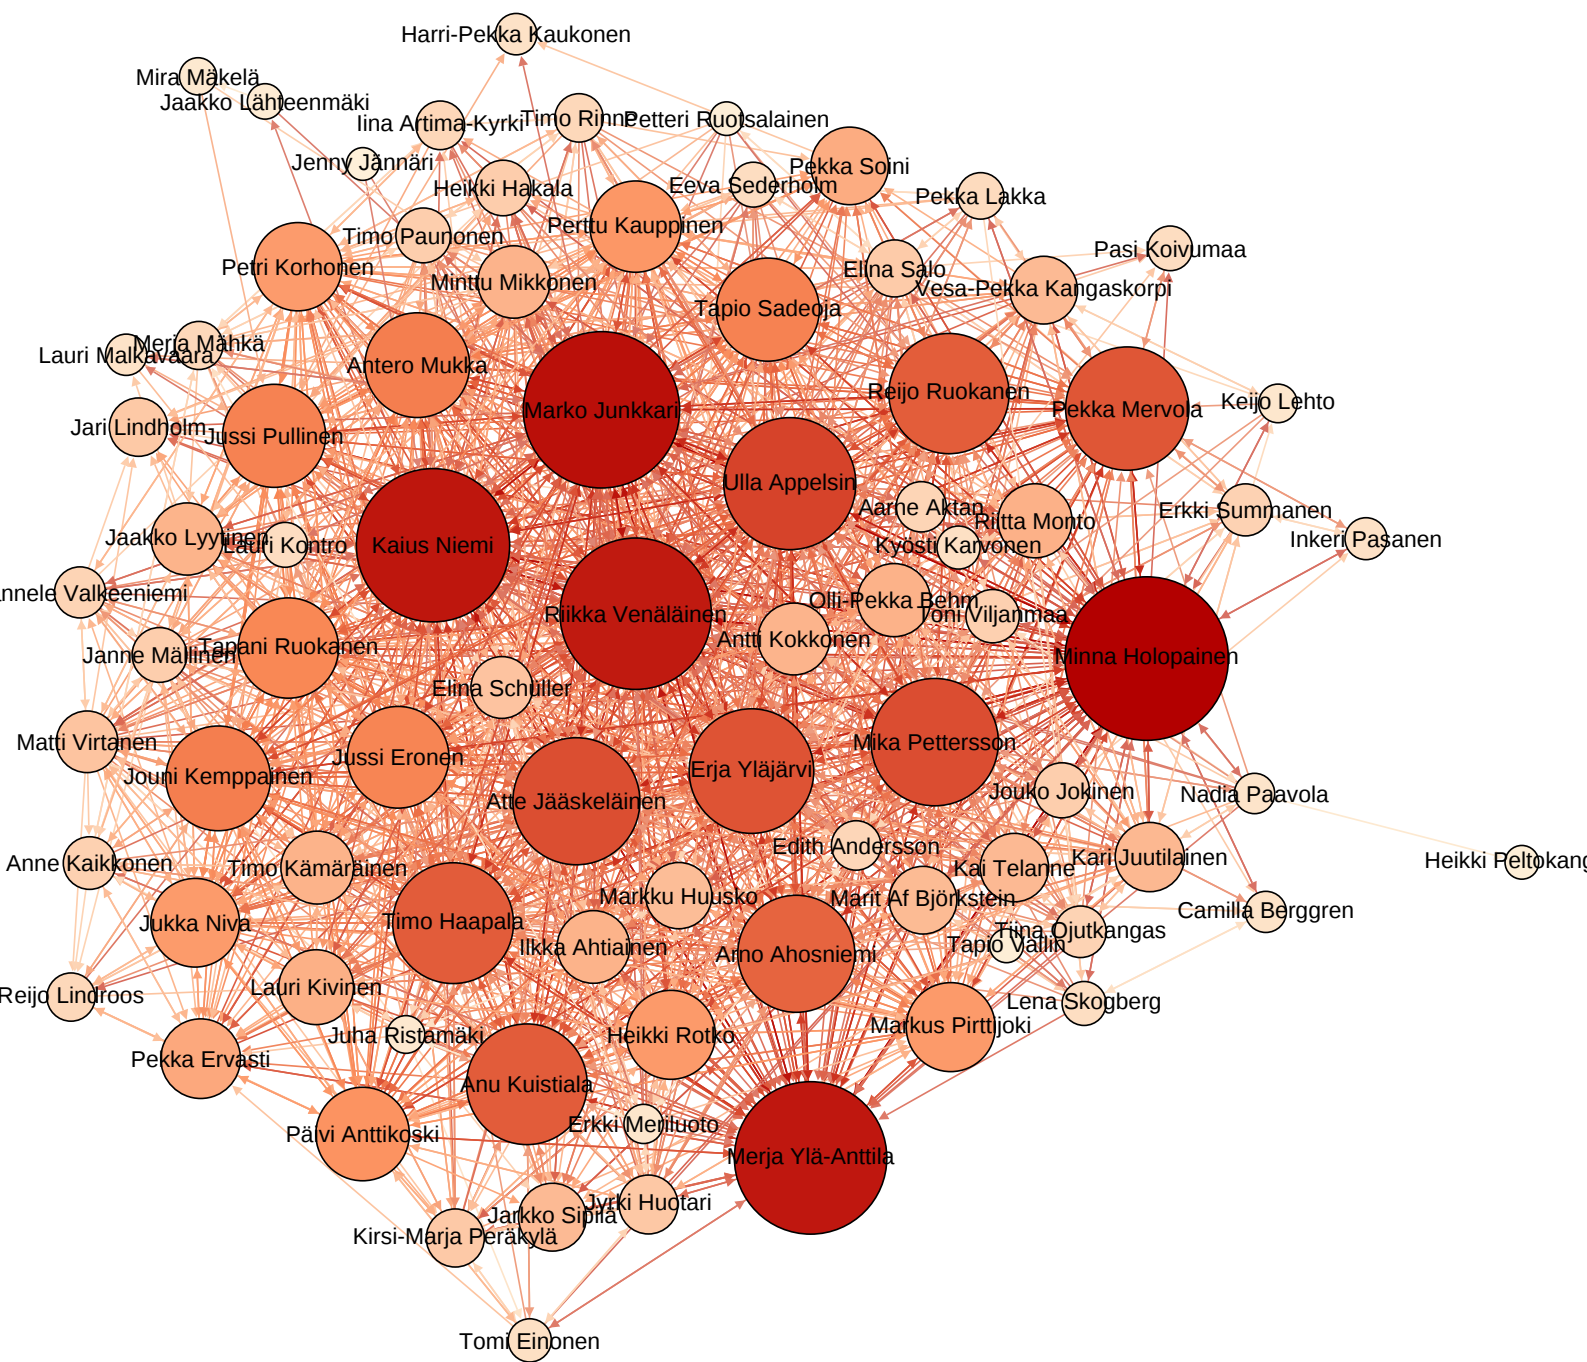 Harri-Pekka Kaukonen
Mira Mäkelä
Jaakko Lähteenmäki
Iina Artima-Kyrki
Timo Rinne
Petteri Ruotsalainen
Jenny Jännäri
Heikki Hakala
Eeva Sederholm
Pekka Soini
Pekka Lakka
Timo Paunonen
Perttu Kauppinen
Pasi Koivumaa
Petri Korhonen
Minttu Mikkonen
Elina Salo
Vesa-Pekka Kangaskorpi
Tapio Sadeoja
Merja Mähkä
Lauri Malkavaara
Antero Mukka
Marko Junkkari
Reijo Ruokanen
Pekka Mervola
Keijo Lehto
Jari Lindholm
Jussi Pullinen
Ulla Appelsin
Aarne Aktan
Riitta Monto
Erkki Summanen
Inkeri Pasanen
Jaakko Lyytinen
Lauri Kontro
Kaius Niemi
Kyösti Karvonen
nnele Valkeeniemi
Olli-Pekka Behm
Toni Viljanmaa
Riikka Venäläinen
Antti Kokkonen
Janne Mällinen
Tapani Ruokanen
Minna Holopainen
Elina Schüller
Matti Virtanen
Jouni Kemppainen
Jussi Eronen
Mika Pettersson
Erja Yläjärvi
Atte Jääskeläinen
Jouko Jokinen
Nadia Paavola
Edith Andersson
Anne Kaikkonen
Timo Kämäräinen
Kai Telanne
Kari Juutilainen
Heikki Peltokang
Markku Huusko
Marit Af Björkstein
Camilla Berggren
Jukka Niva
Timo Haapala
Tiina Ojutkangas
Tapio Vallin
Ilkka Ahtiainen
Arno Ahosniemi
Reijo Lindroos
Lauri Kivinen
Lena Skogberg
Juha Ristamäki
Heikki Rotko
Markus Pirttijoki
Pekka Ervasti
Anu Kuistiala
Erkki Meriluoto
Päivi Anttikoski
Merja Ylä-Anttila
Jyrki Huotari
Jarkko Sipilä
Kirsi-Marja Peräkylä
Tomi Einonen